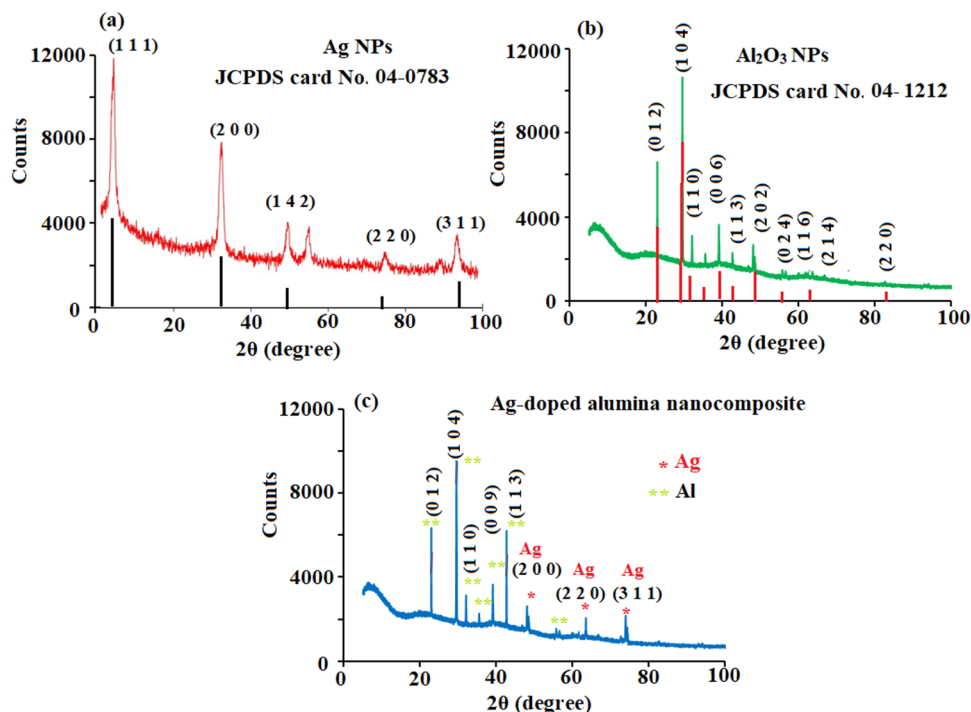 (a)
Ag NPs
JCPDS card No. 04-0783
(1 1 1)
(2 0 0)
(1 4 2)
(2 2 0)
(3 1 1)
Counts
12000
8000
4000
0
0 20 40 60 80 100
2θ (degree)
(b)
Al₂O₃ NPs
JCPDS card No. 04- 1212
(0 1 2)
(1 0 4)
(1 1 0)
(0 0 6)
(1 1 3)
(2 0 2)
(0 2 4)
(1 1 6)
(2 1 4)
(2 2 0)
Counts
12000
8000
4000
0
0 20 40 60 80 100
2θ (degree)
(c)
Ag-doped alumina nanocomposite
* Ag
** Al
**
(0 1 2)
(1 0 4)
**
(1 1 0)
**
**
(0 0 9)
**
(1 1 3)
**
Ag
(2 0 0)
*
**
Ag
(2 2 0)
*
Ag
(3 1 1)
*
Counts
12000
8000
4000
0
0 20 40 60 80 100
2θ (degree)